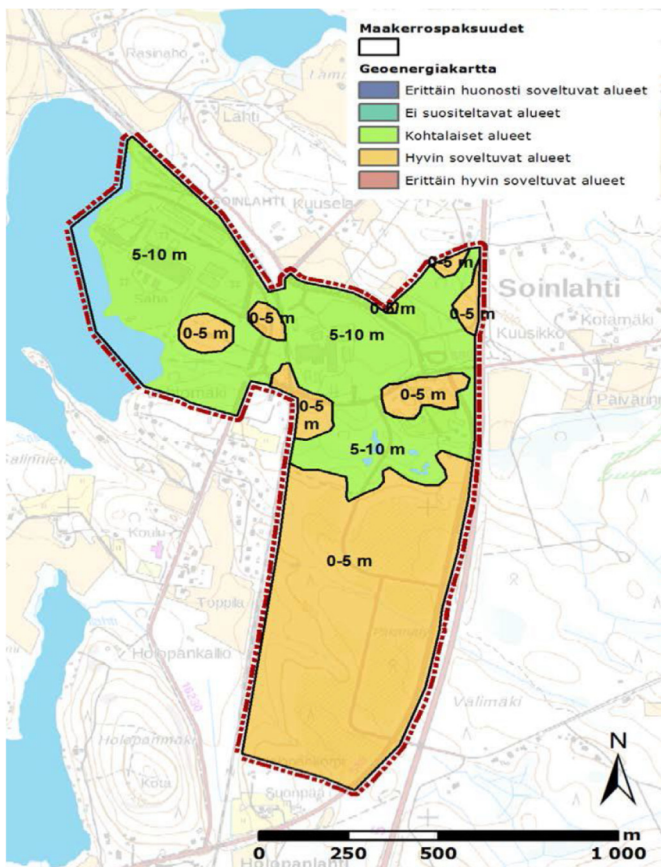 Maakerrospaksuudet
Geoenergiakartta
Erittäin huonosti soveltuvat alueet
Ei suositeltavat alueet
Kohtalaiset alueet
Hyvin soveltuvat alueet
Erittäin hyvin soveltuvat alueet
Rasinaho
Lahti
SOINLAHTI
Kuusela
5-10 m
Saha
0-5 m
0-5 m
0-5 m
0-5 m
0-5 m
Soinlahti
Kotamäki
Kuusikko
5-10 m
0-5 m
0-5
m
5-10 m
Koulu
0-5 m
Toppila
Holopankallio
16230
Välimäki
Holopanmäki
Kota
Suonpää
Holopanlahti
N
m
0 250 500 1 000